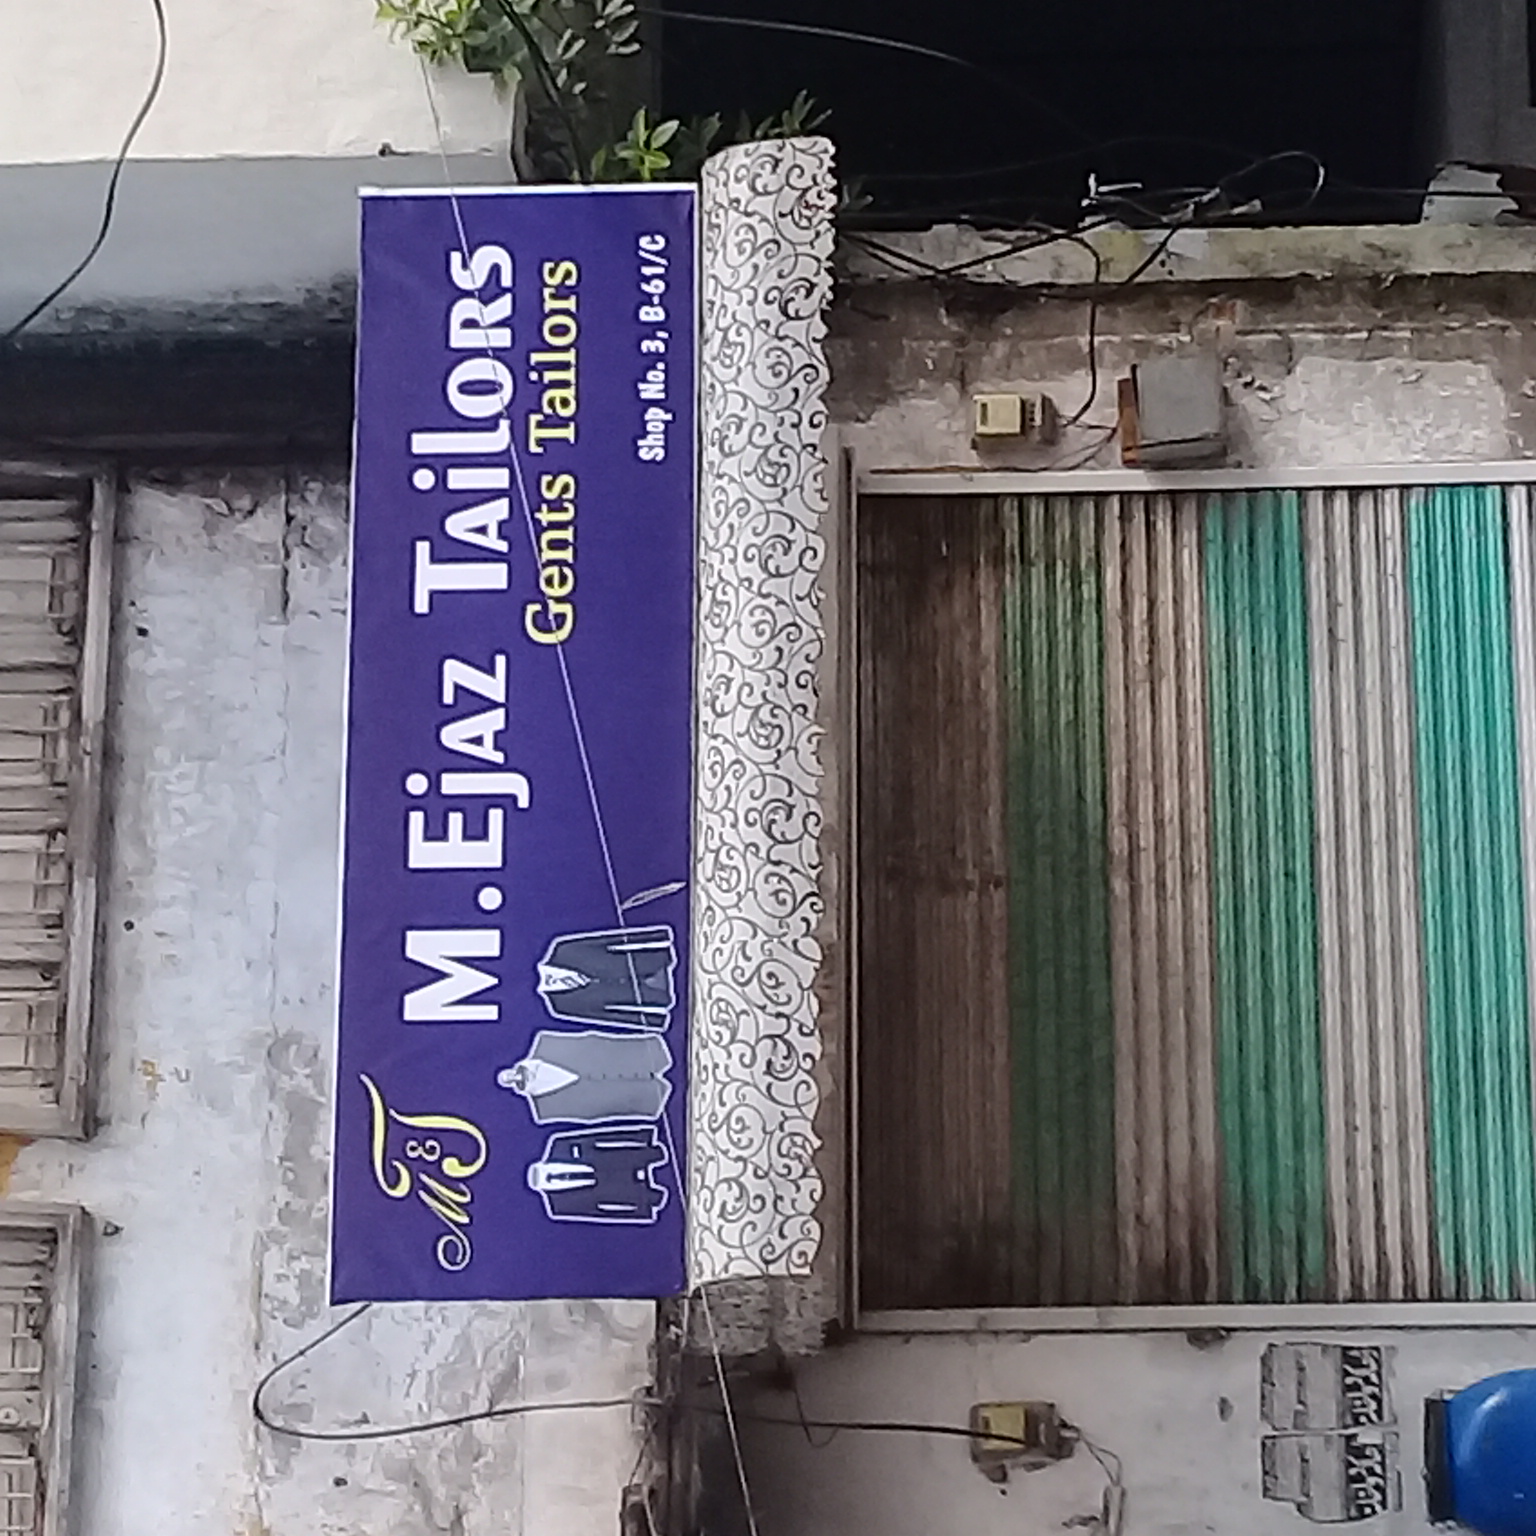 M&T
M.Ejaz Tailors
Gents Tailors
Shop No. 3, B-61/C